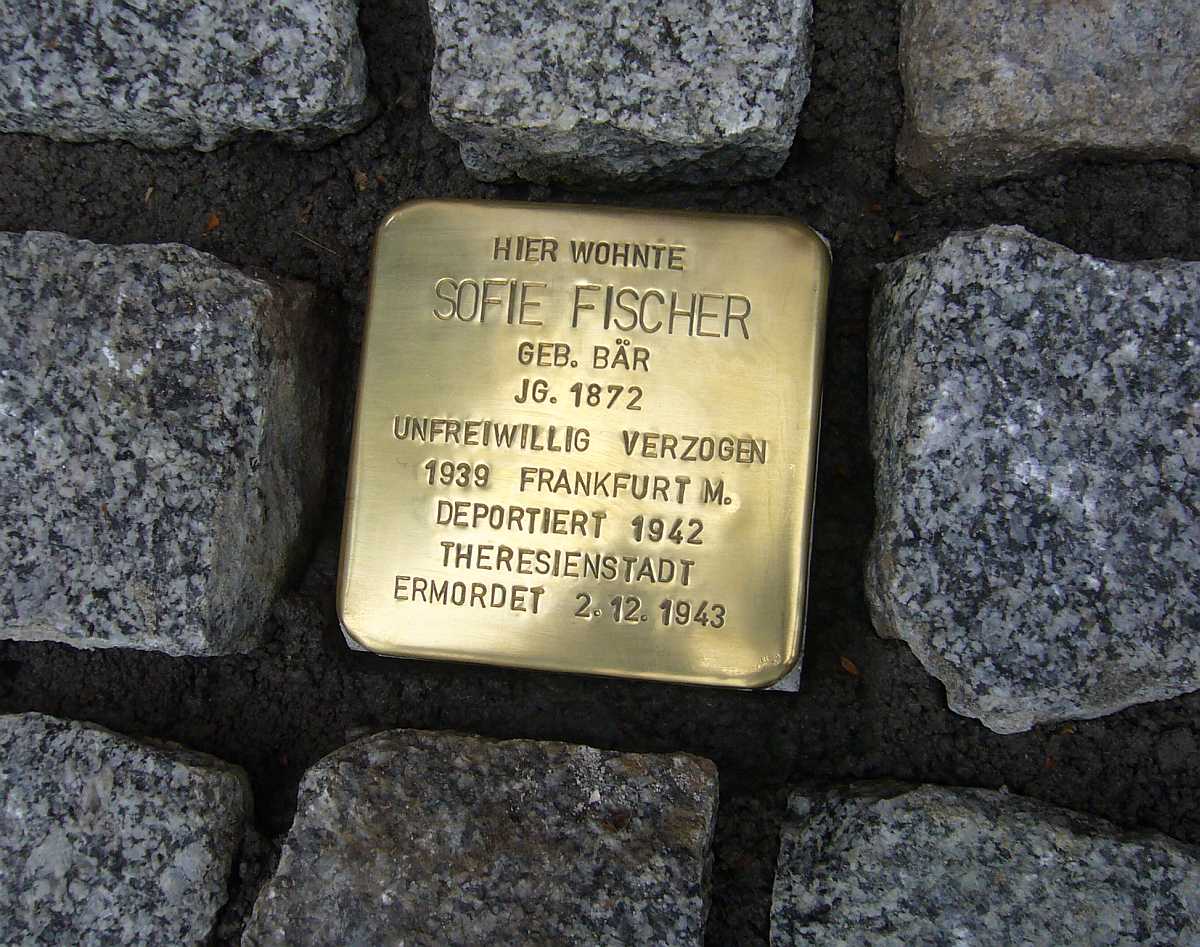 HIER WOHNTE
SOFIE FISCHER
GEB. BÄR
JG. 1872
UNFREIWILLIG VERZOGEN
1939 FRANKFURT M.
DEPORTIERT 1942
THERESIENSTADT
ERMORDET 2.12.1943